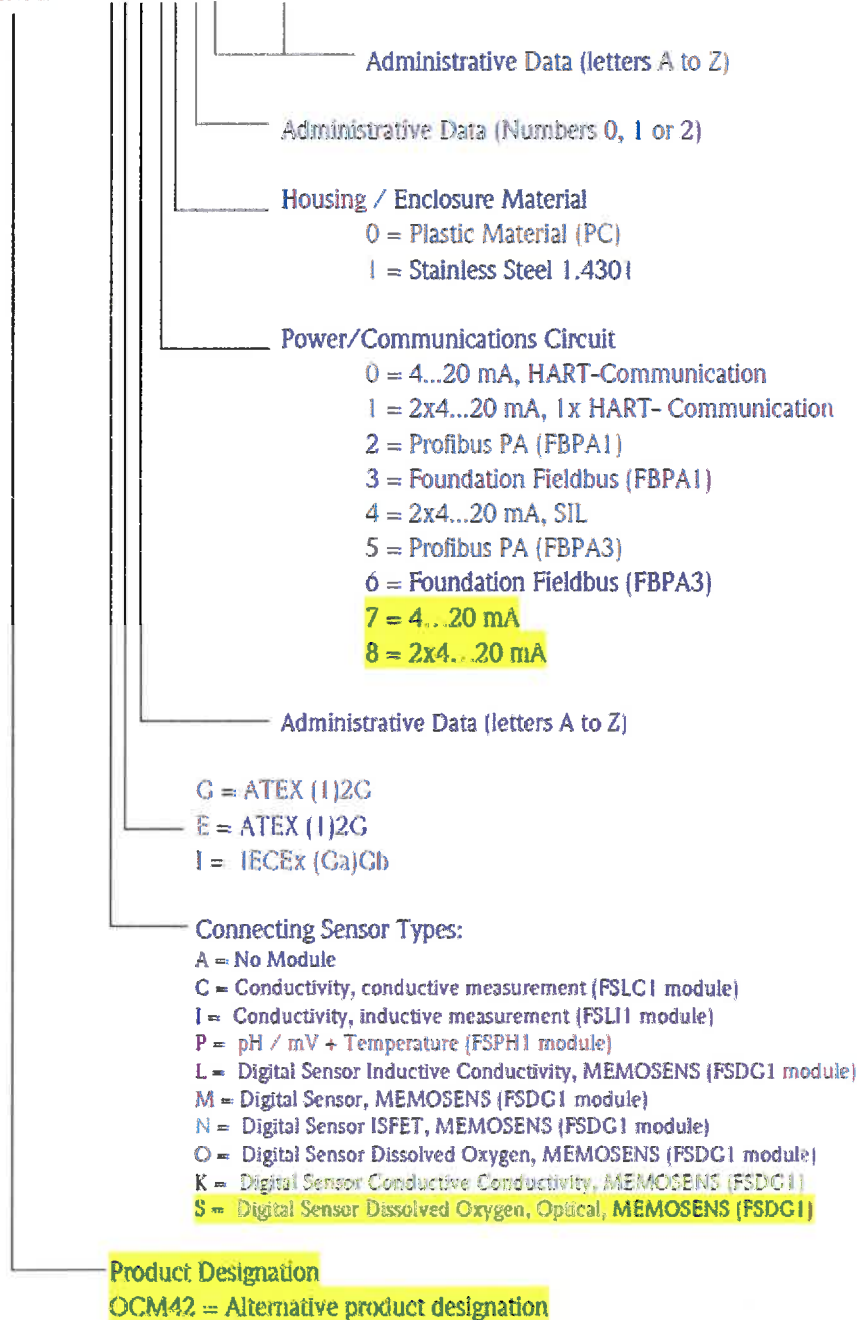 Administrative Data (letters A to Z)
Administrative Data (Numbers 0, 1 or 2)
Housing / Enclosure Material
0 = Plastic Material (PC)
1 = Stainless Steel 1.4301
Power/Communications Circuit
0 = 4...20 mA, HART-Communication
1 = 2x4...20 mA, 1x HART- Communication
2 = Profibus PA (FBPA1)
3 = Foundation Fieldbus (FBPA1)
4 = 2x4...20 mA, SIL
5 = Profibus PA (FBPA3)
6 = Foundation Fieldbus (FBPA3)
7 = 4...20 mA
8 = 2x4...20 mA
Administrative Data (letters A to Z)
G = ATEX (1)2G
E = ATEX (1)2G
I = IECEx (Ga)Gb
Connecting Sensor Types:
A = No Module
C = Conductivity, conductive measurement (FSLC1 module)
I = Conductivity, inductive measurement (FSLI1 module)
P = pH / mV + Temperature (FSPH1 module)
L = Digital Sensor Inductive Conductivity, MEMOSENS (FSDG1 module)
M = Digital Sensor, MEMOSENS (FSDG1 module)
N = Digital Sensor ISFET, MEMOSENS (FSDG1 module)
O = Digital Sensor Dissolved Oxygen, MEMOSENS (FSDG1 module)
K = Digital Sensor Conductive Conductivity, MEMOSENS (FSDG1)
S = Digital Sensor Dissolved Oxygen, Optical, MEMOSENS (FSDG1)
Product Designation
OCM42 = Alternative product designation